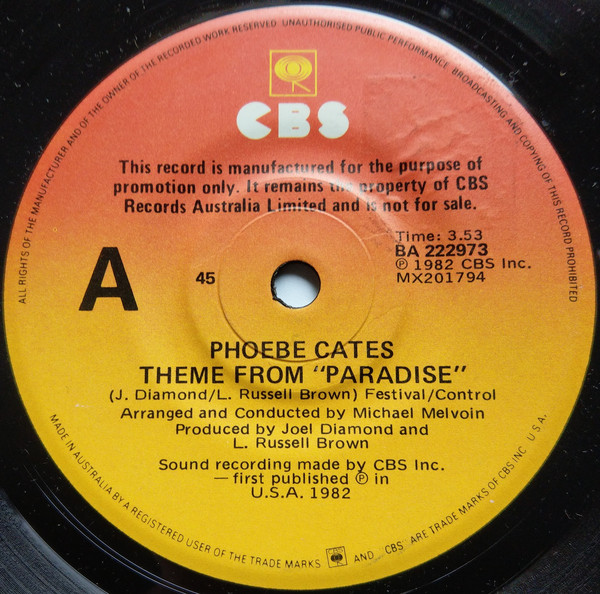 ALL RIGHTS OF THE MANUFACTURER AND OF THE OWNER OF THE RECORDED WORK RESERVED UNAUTHORISED PUBLIC PERFORMANCE BROADCASTING AND COPYING OF THIS RECORD PROHIBITED
CBS
This record is manufactured for the purpose of
promotion only. It remains the property of CBS
Records Australia Limited and is not for sale.
Time: 3.53
BA 222973
℗ 1982 CBS Inc.
MX201794
A
45
PHOEBE CATES
THEME FROM "PARADISE"
(J. Diamond/L. Russell Brown) Festival/Control
Arranged and Conducted by Michael Melvoin
Produced by Joel Diamond and
L. Russell Brown
Sound recording made by CBS Inc.
—first published ℗ in
U.S.A. 1982
MADE IN AUSTRALIA BY A REGISTERED USER OF THE TRADE MARKS AND CBS ARE TRADE MARKS OF CBS INC U.S.A.